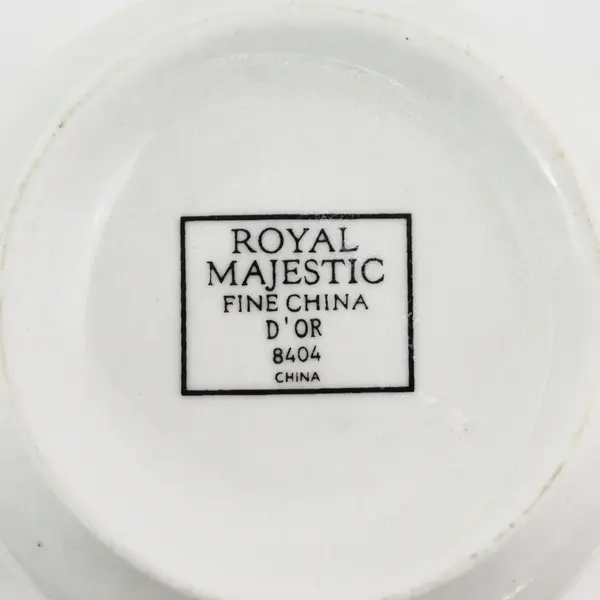 ROYAL
MAJESTIC
FINE CHINA
D'OR
8404
CHINA